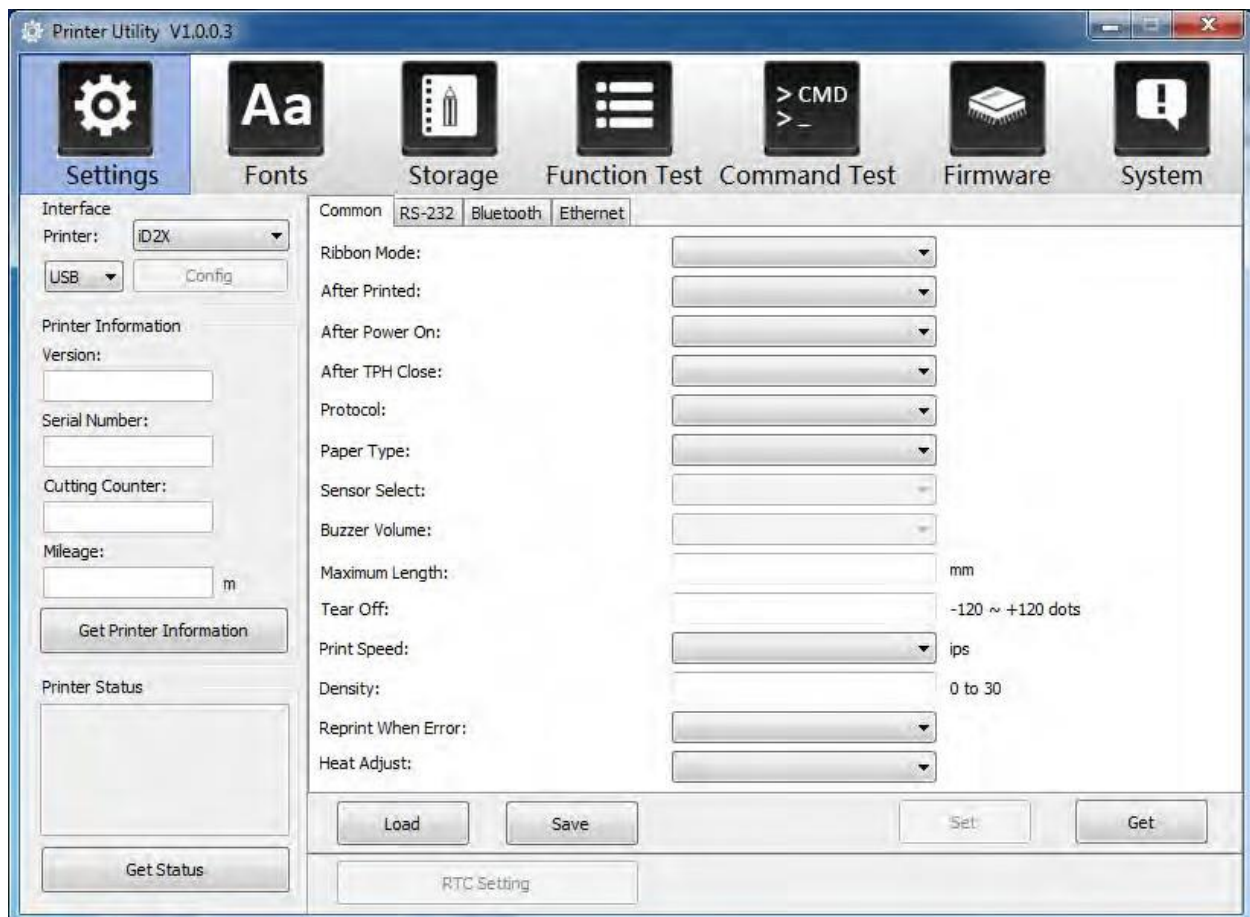 Printer Utility V1.0.0.3
Aa
> CMD
> _
Settings Fonts Storage Function Test Command Test Firmware System
Interface
Printer: iD2X
USB Config
Printer Information
Version:
Serial Number:
Cutting Counter:
Mileage:
m
Get Printer Information
Printer Status
Get Status
Common RS-232 Bluetooth Ethernet
Ribbon Mode:
After Printed:
After Power On:
After TPH Close:
Protocol:
Paper Type:
Sensor Select:
Buzzer Volume:
Maximum Length: mm
Tear Off: -120 ~ +120 dots
Print Speed: ips
Density: 0 to 30
Reprint When Error:
Heat Adjust:
Load Save Set Get
RTC Setting